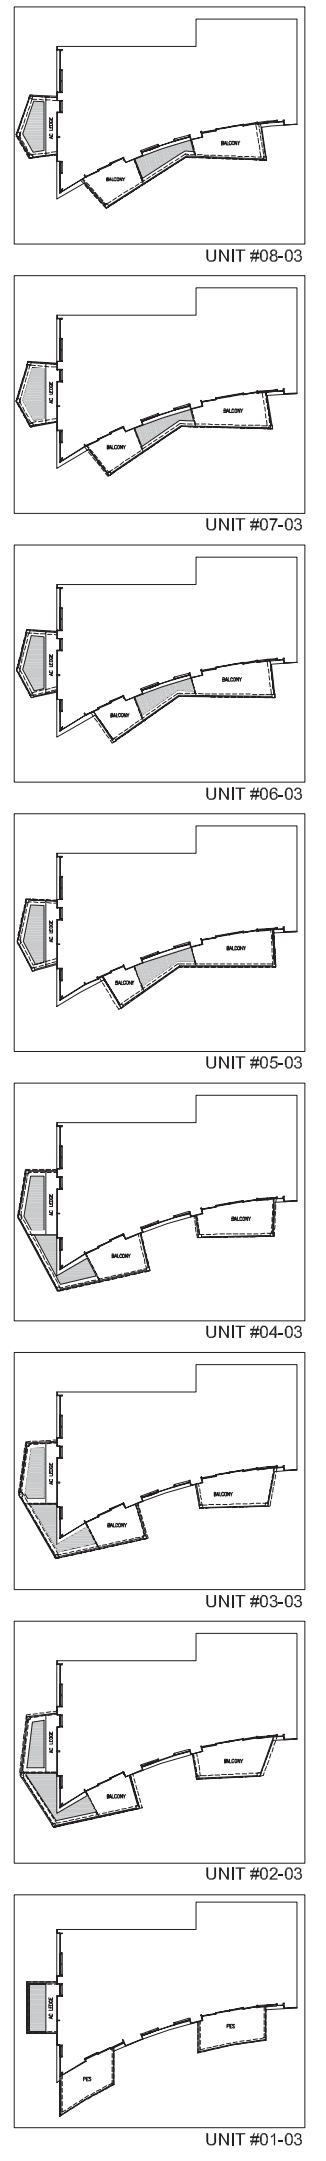 AC LEDGE
BALCONY
BALCONY
UNIT #08-03
AC LEDGE
BALCONY
BALCONY
UNIT #07-03
AC LEDGE
BALCONY
BALCONY
UNIT #06-03
AC LEDGE
BALCONY
BALCONY
UNIT #05-03
AC LEDGE
BALCONY
BALCONY
UNIT #04-03
AC LEDGE
BALCONY
BALCONY
UNIT #03-03
AC LEDGE
BALCONY
BALCONY
UNIT #02-03
AC LEDGE
PES
PES
UNIT #01-03